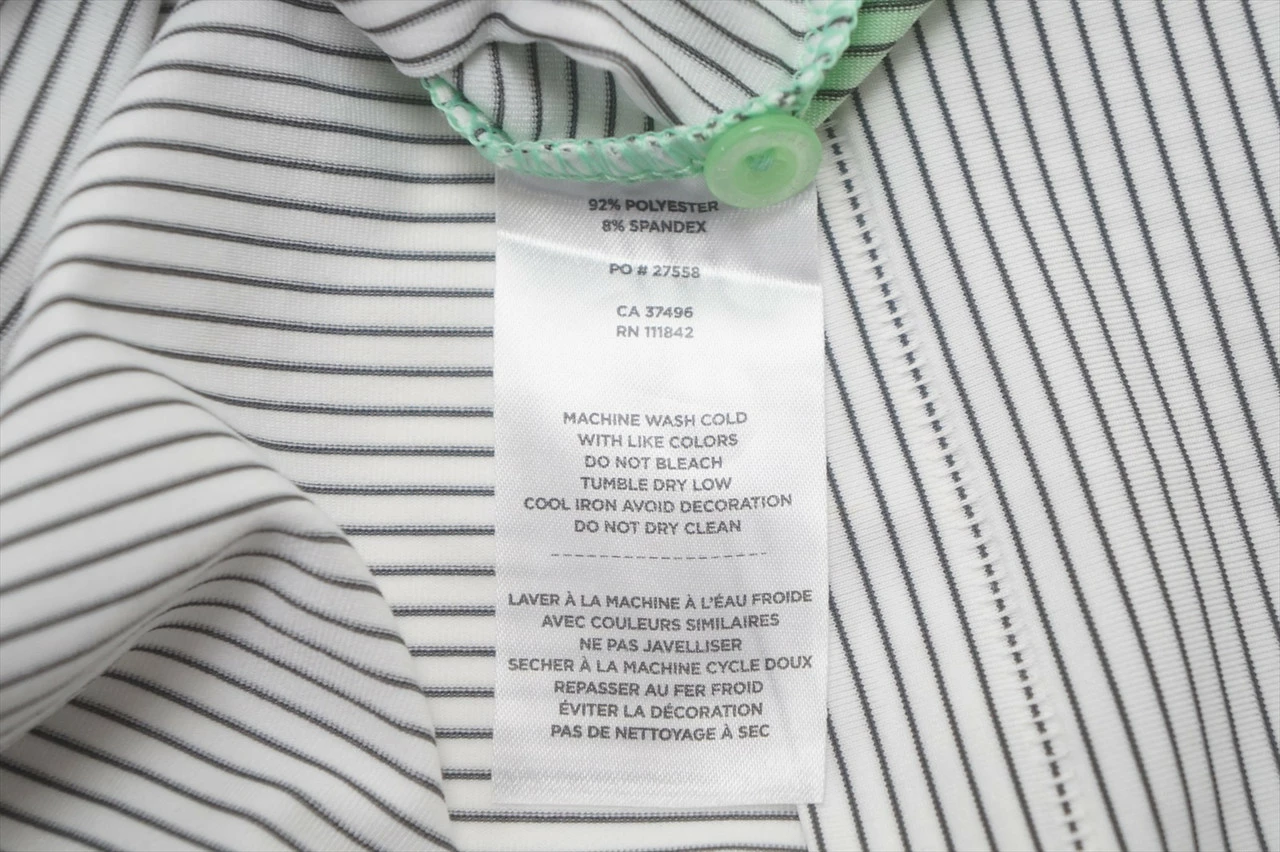 92% POLYESTER
8% SPANDEX
PO # 27558
CA 37496
RN 111842
MACHINE WASH COLD
WITH LIKE COLORS
DO NOT BLEACH
TUMBLE DRY LOW
COOL IRON AVOID DECORATION
DO NOT DRY CLEAN
LAVER À LA MACHINE À L'ÉAU FROIDE
AVEC COULEURS SIMILAIRES
NE PAS JAVELLISER
SECHER À LA MACHINE CYCLE DOUX
REPASSER AU FER FROID
ÉVITER LA DÉCORATION
PAS DE NETTOYAGE À SEC